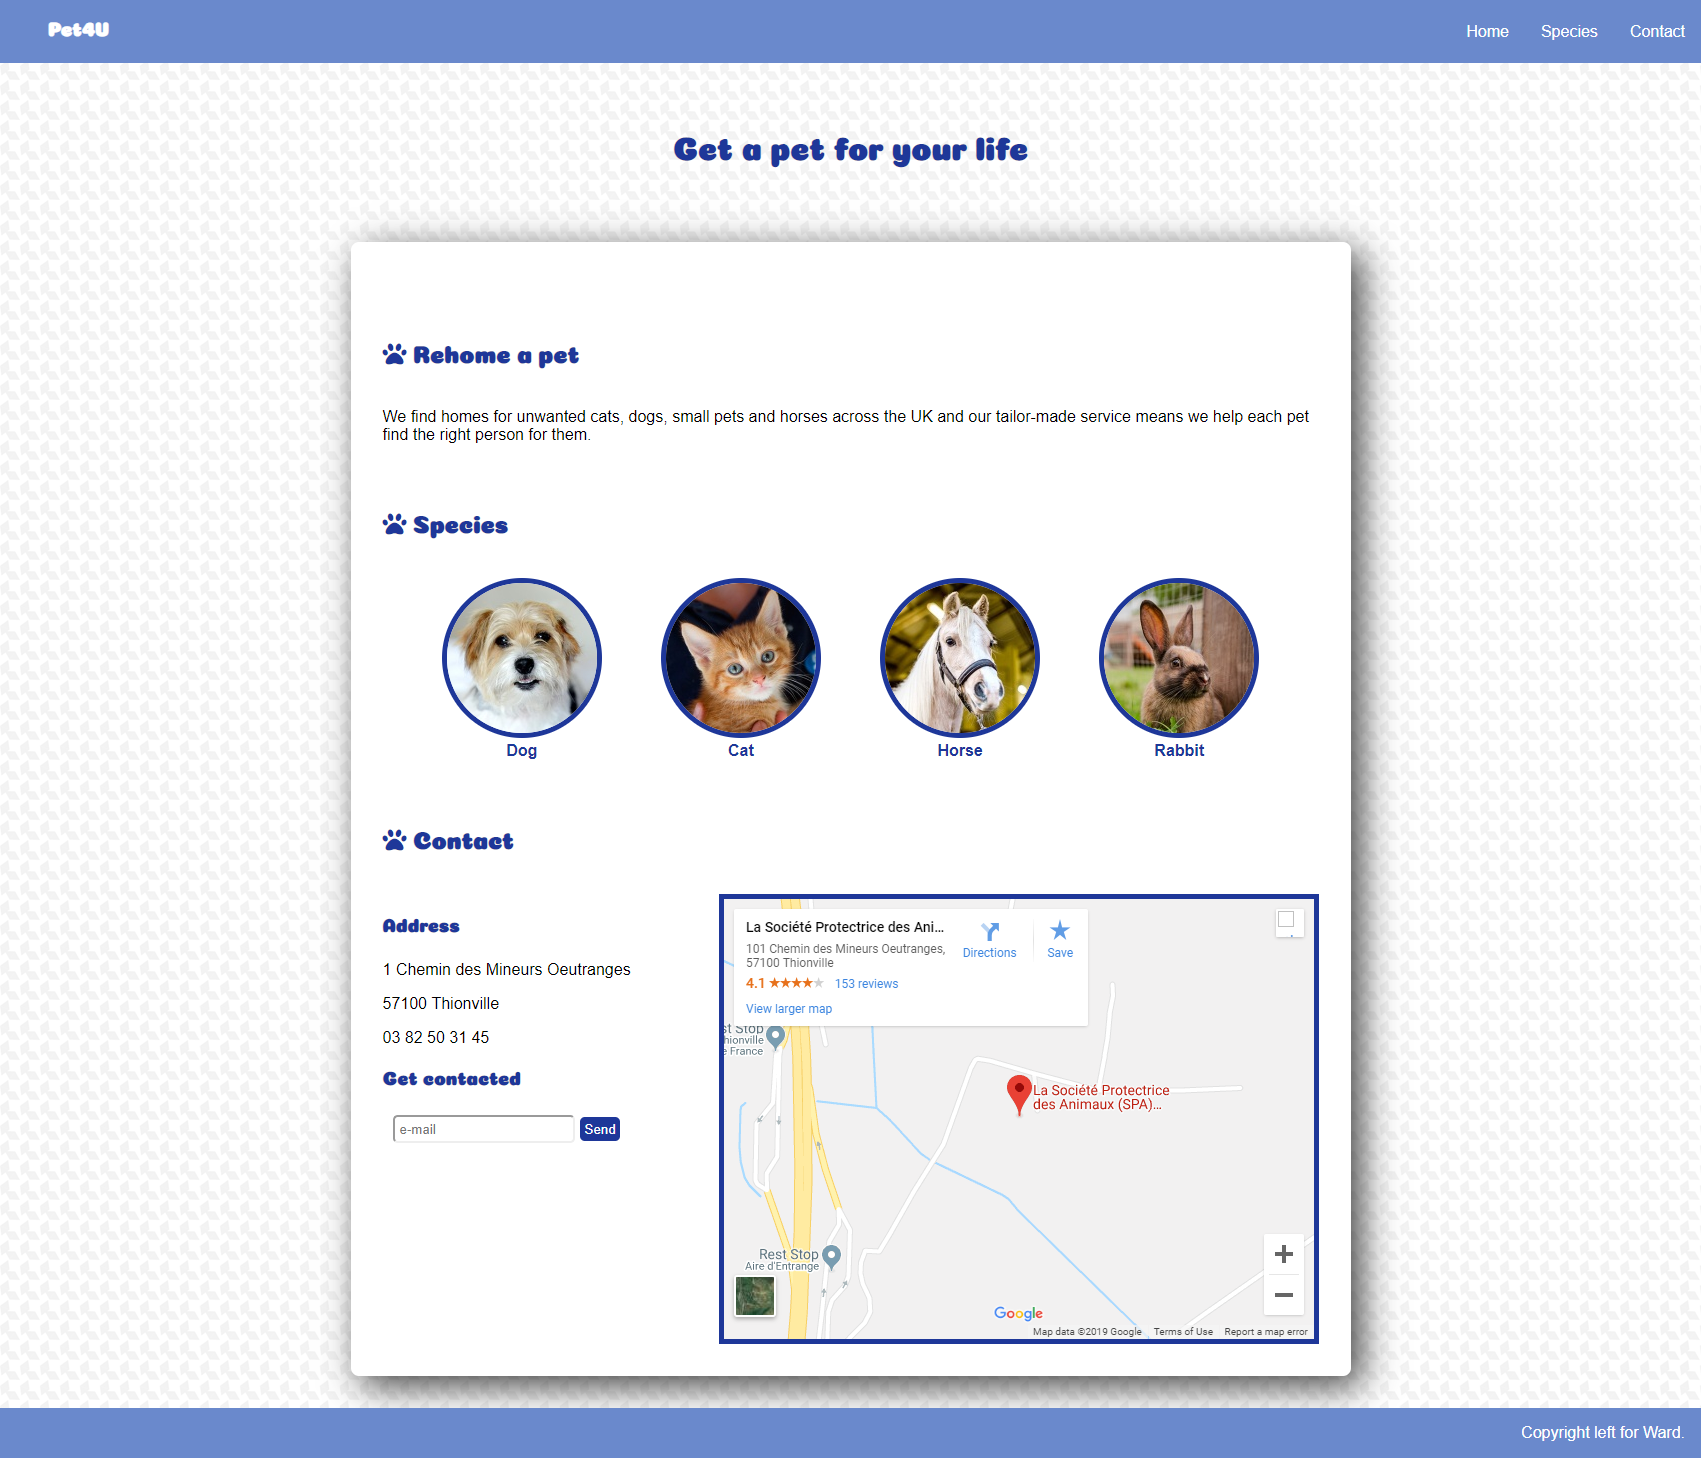 Pet4U
Home Species Contact
Get a pet for your life
Rehome a pet
We find homes for unwanted cats, dogs, small pets and horses across the UK and our tailor-made service means we help each pet
find the right person for them.
Species
Dog Cat Horse Rabbit
Contact
Address
1 Chemin des Mineurs Oeutranges
57100 Thionville
03 82 50 31 45
Get contacted
e-mail Send
La Société Protectrice des Ani...
101 Chemin des Mineurs Oeutranges,
57100 Thionville
4.1 153 reviews
View larger map
Directions
Save
st Stop
hionville
e France
La Société Protectrice
des Animaux (SPA)...
Rest Stop
Aire d'Entrange
Google
Map data ©2019 Google Terms of Use Report a map error
Copyright left for Ward.